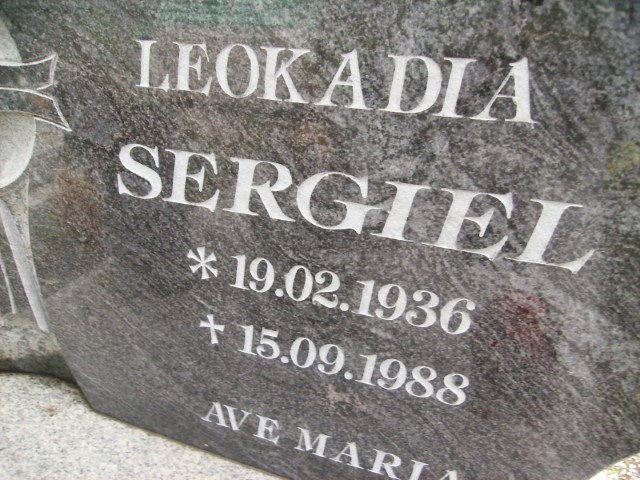 LEOKADIA
SERGIEL
* 19.02.1936
† 15.09.1988
AVE MARIA